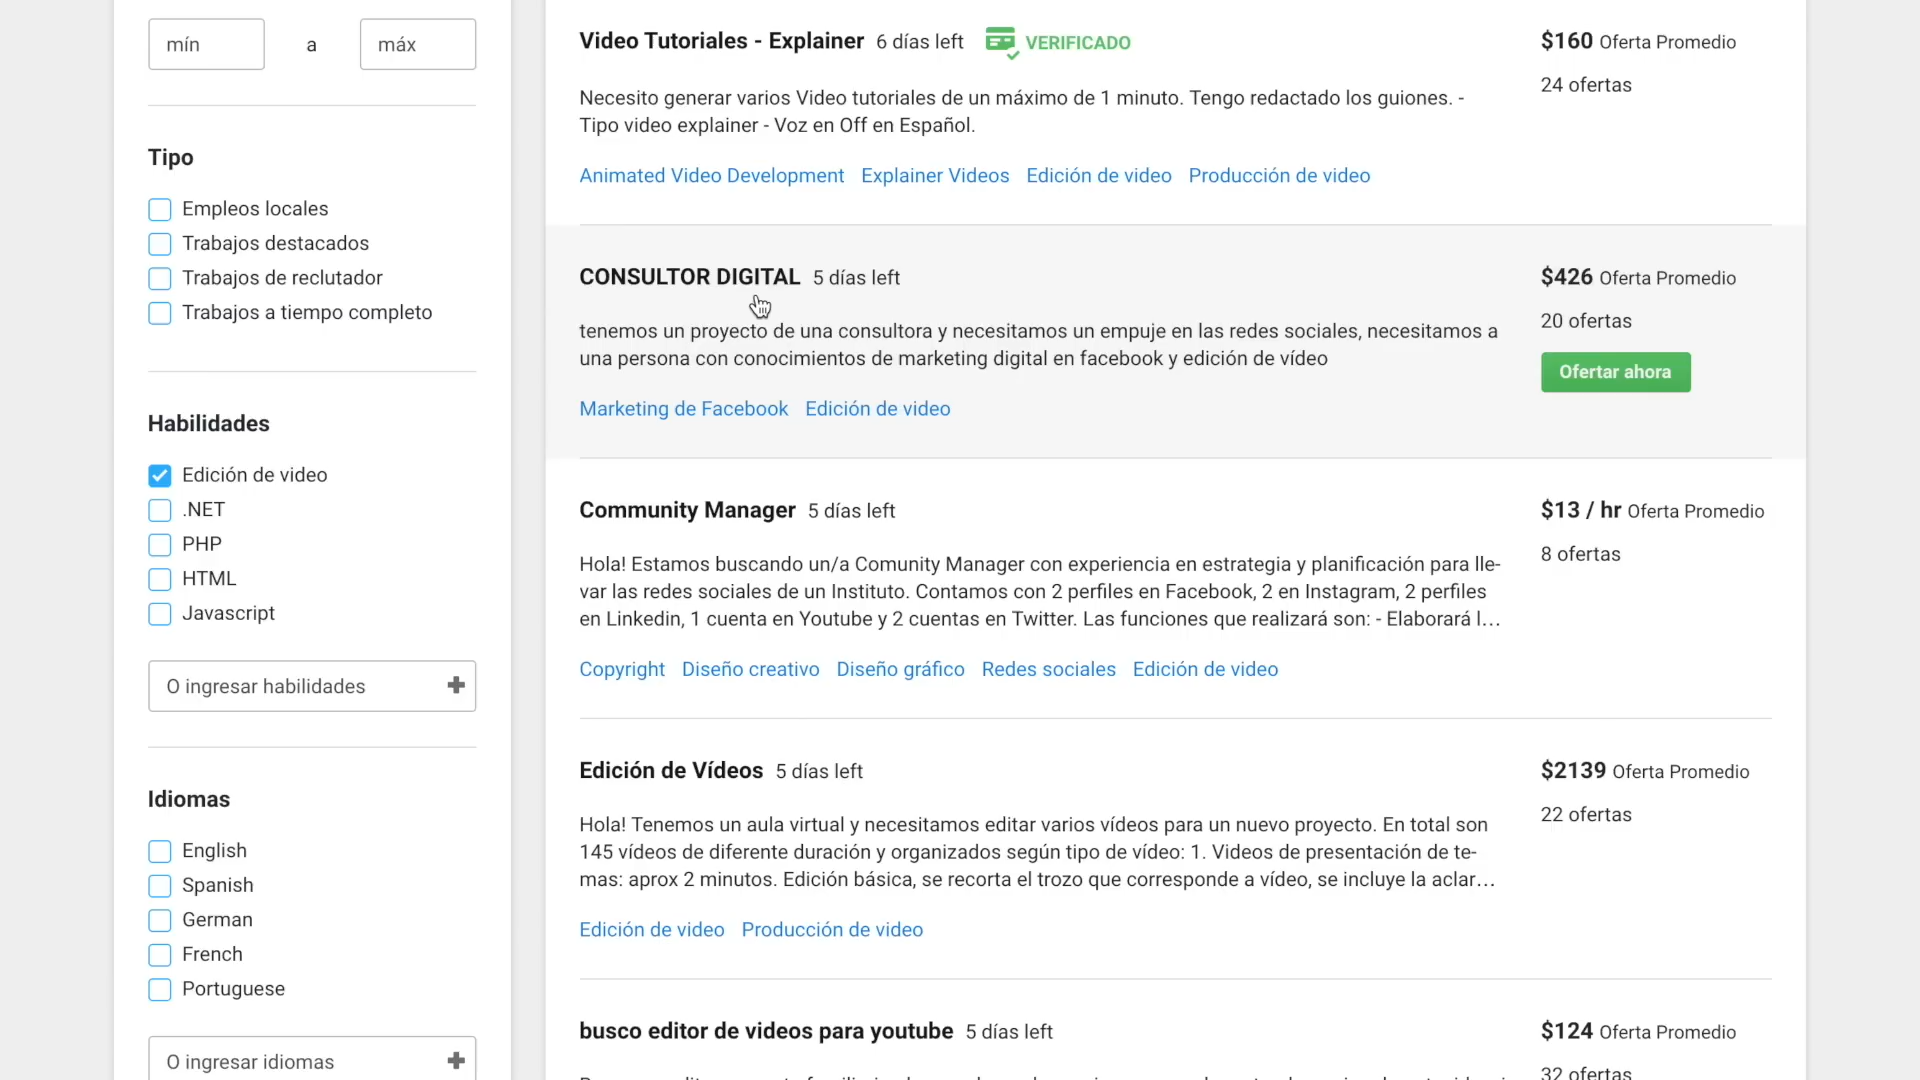 mín a máx
Tipo
Empleos locales
Trabajos destacados
Trabajos de reclutador
Trabajos a tiempo completo
Habilidades
Edición de video
.NET
PHP
HTML
Javascript
O ingresar habilidades
Idiomas
English
Spanish
German
French
Portuguese
O ingresar idiomas
Video Tutoriales - Explainer 6 días left VERIFICADO
$160 Oferta Promedio
24 ofertas
Necesito generar varios Video tutoriales de un máximo de 1 minuto. Tengo redactado los guiones. -
Tipo video explainer - Voz en Off en Español.
Animated Video Development Explainer Videos Edición de video Producción de video
CONSULTOR DIGITAL 5 días left
$426 Oferta Promedio
20 ofertas
Ofertar ahora
tenemos un proyecto de una consultora y necesitamos un empuje en las redes sociales, necesitamos a
una persona con conocimientos de marketing digital en facebook y edición de vídeo
Marketing de Facebook Edición de video
Community Manager 5 días left
$13 / hr Oferta Promedio
8 ofertas
Hola! Estamos buscando un/a Comunity Manager con experiencia en estrategia y planificación para lle-
var las redes sociales de un Instituto. Contamos con 2 perfiles en Facebook, 2 en Instagram, 2 perfiles
en Linkedin, 1 cuenta en Youtube y 2 cuentas en Twitter. Las funciones que realizará son: - Elaborará l...
Copyright Diseño creativo Diseño gráfico Redes sociales Edición de video
Edición de Vídeos 5 días left
$2139 Oferta Promedio
22 ofertas
Hola! Tenemos un aula virtual y necesitamos editar varios vídeos para un nuevo proyecto. En total son
145 vídeos de diferente duración y organizados según tipo de vídeo: 1. Videos de presentación de te-
mas: aprox 2 minutos. Edición básica, se recorta el trozo que corresponde a vídeo, se incluye la aclar...
Edición de video Producción de video
busco editor de videos para youtube 5 días left
$124 Oferta Promedio
32 ofertas